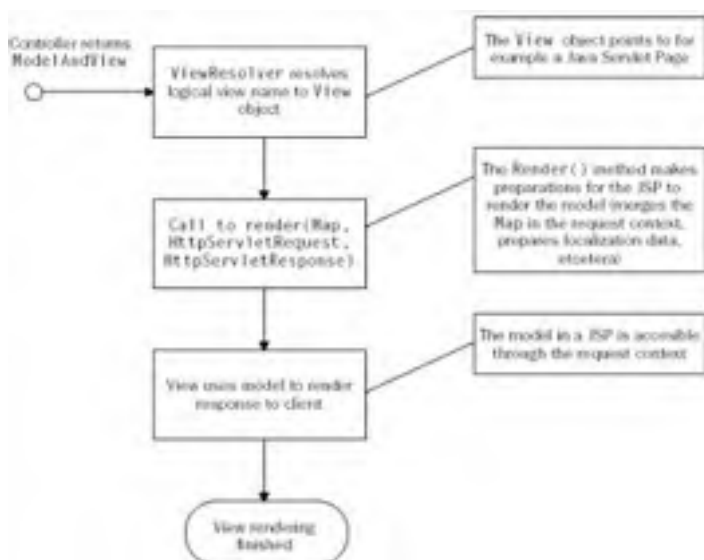 Controller returns
ModelAndView
ViewResolver resolves
logical view name to View
object
The View object points to for
example a Java Servlet Page
Call to render(Map,
HttpServletRequest,
HttpServletResponse)
The Render() method makes
preparations for the JSP to
render the model (merges the
Map in the request context,
prepares localization data,
etcetera)
View uses model to render
response to client
The model in a JSP is accesible
through the request context
View rendering
finished